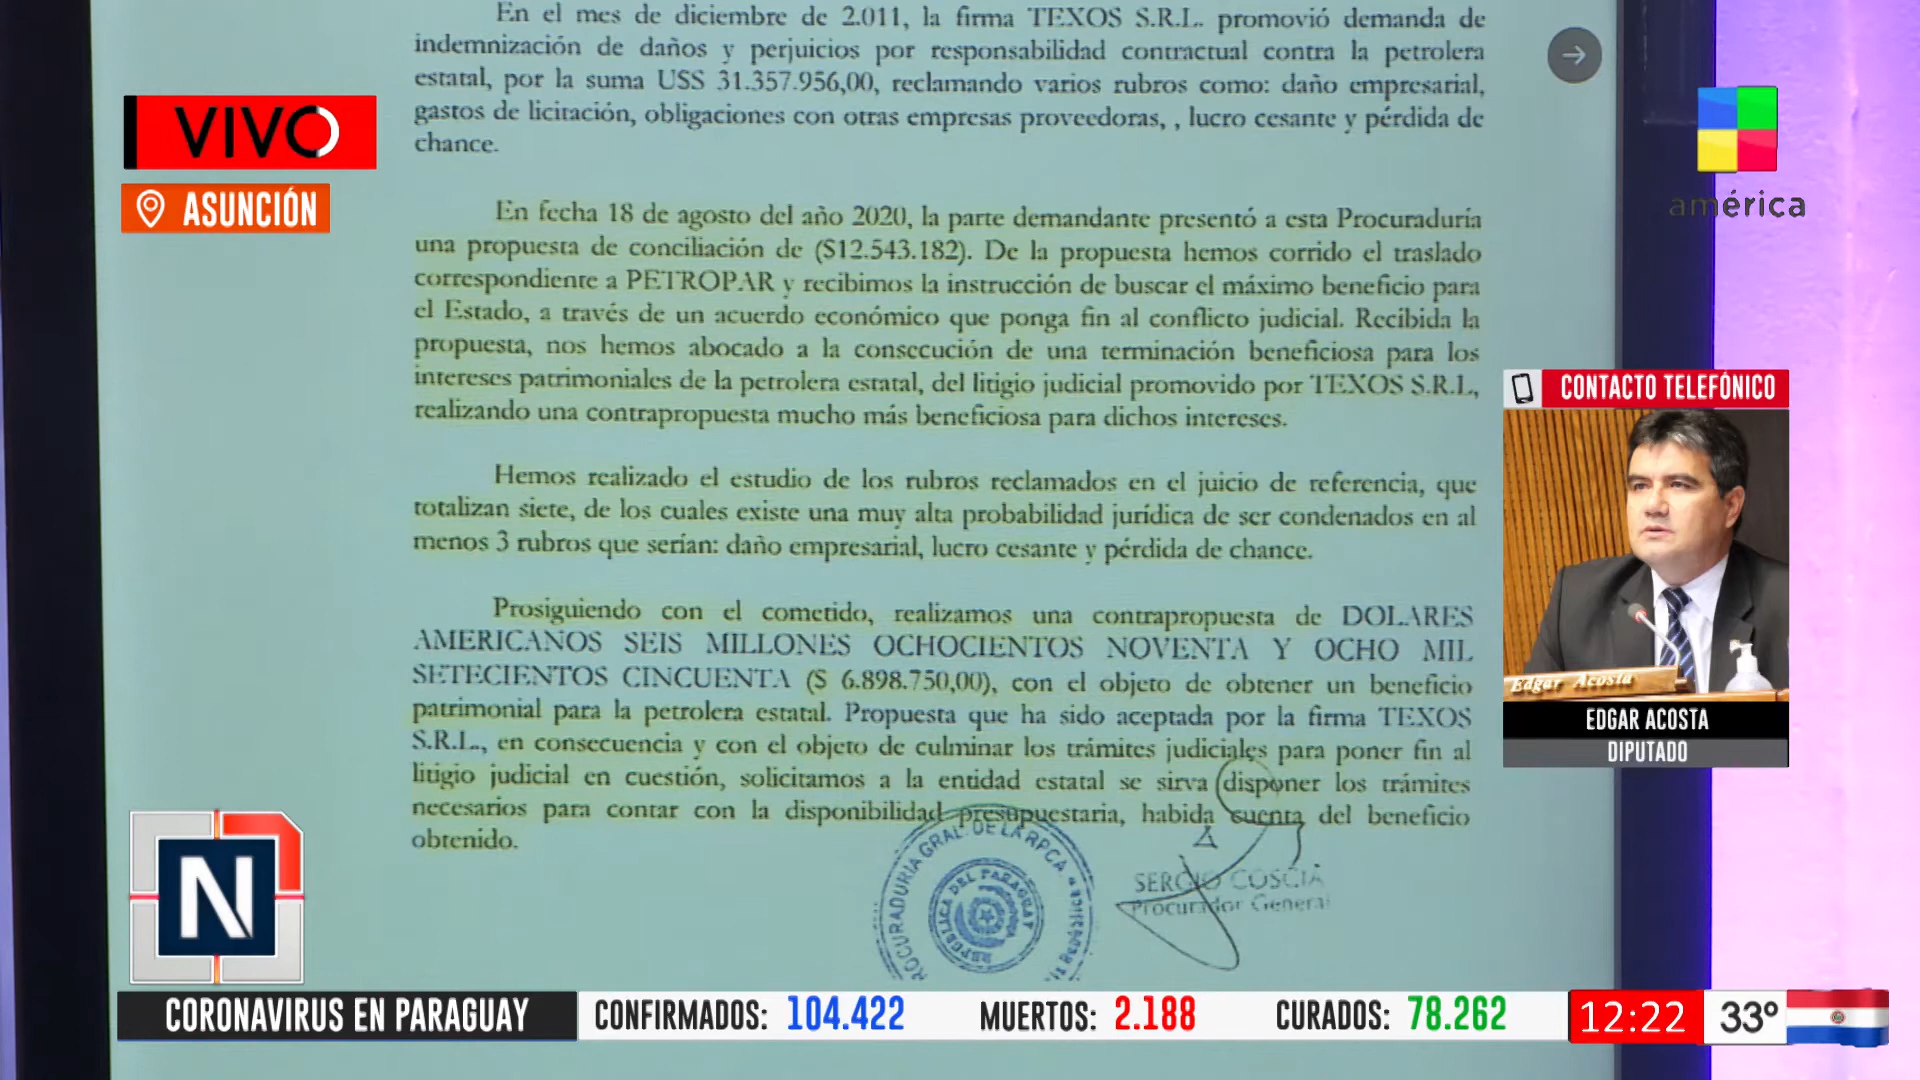 En el mes de diciembre de 2.011, la firma TEXOS S.R.L. promovió demanda de
indemnización de daños y perjuicios por responsabilidad contractual contra la petrolera
estatal, por la suma USS 31.357.956,00, reclamando varios rubros como: daño empresarial,
gastos de licitación, obligaciones con otras empresas proveedoras, , lucro cesante y pérdida de
chance.
VIVO
ASUNCIÓN
américa
En fecha 18 de agosto del año 2020, la parte demandante presentó a esta Procuraduría
una propuesta de conciliación de ($12.543.182). De la propuesta hemos corrido el traslado
correspondiente a PETROPAR y recibimos la instrucción de buscar el máximo beneficio para
el Estado, a través de un acuerdo económico que ponga fin al conflicto judicial. Recibida la
propuesta, nos hemos abocado a la consecución de una terminación beneficiosa para los
intereses patrimoniales de la petrolera estatal, del litigio judicial promovido por TEXOS S.R.L,
realizando una contrapropuesta mucho más beneficiosa para dichos intereses.
Hemos realizado el estudio de los rubros reclamados en el juicio de referencia, que
totalizan siete, de los cuales existe una muy alta probabilidad jurídica de ser condenados en al
menos 3 rubros que serían: daño empresarial, lucro cesante y pérdida de chance.
Prosiguiendo con el cometido, realizamos una contrapropuesta de DOLARES
AMERICANOS SEIS MILLONES OCHOCIENTOS NOVENTA Y OCHO MIL
SETECIENTOS CINCUENTA ($ 6.898.750,00), con el objeto de obtener un beneficio
patrimonial para la petrolera estatal. Propuesta que ha sido aceptada por la firma TEXOS
S.R.L., en consecuencia y con el objeto de culminar los trámites judiciales para poner fin al
litigio judicial en cuestión, solicitamos a la entidad estatal se sirva disponer los trámites
necesarios para contar con la disponibilidad presupuestaria, habida cuenta del beneficio
obtenido.
ROCURADURIA GRAL. DE LA RPCA
REPUBLICA DEL PARAGUAY
SERGIO COSCIA
Procurador General
CONTACTO TELEFÓNICO
Edgar Acosta
EDGAR ACOSTA
DIPUTADO
N
CORONAVIRUS EN PARAGUAY
CONFIRMADOS: 104.422 MUERTOS: 2.188 CURADOS: 78.262
12:22
33º